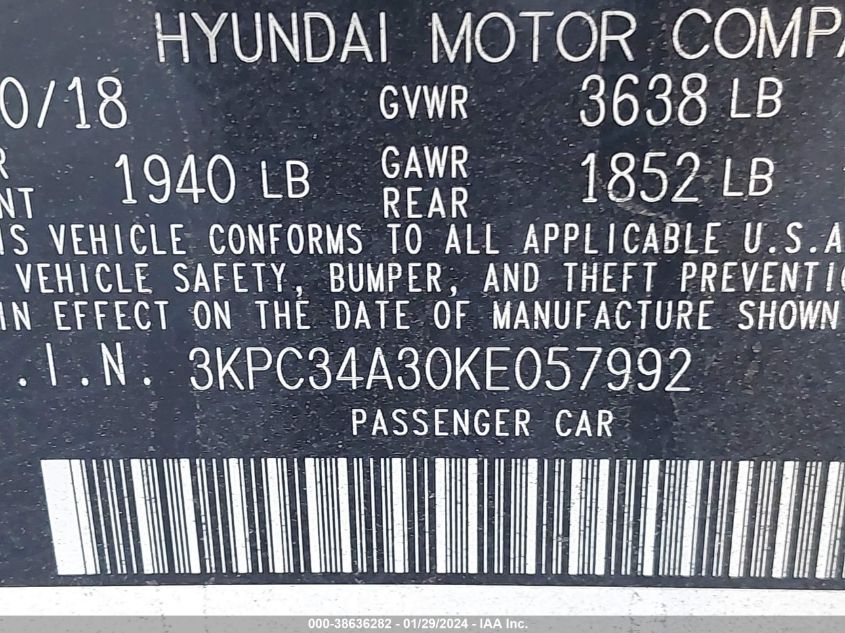 HYUNDAI MOTOR COMPA
0/18 GVWR 3638 LB
R 1940 LB GAWR 1852 LB
NT REAR
IS VEHICLE CONFORMS TO ALL APPLICABLE U.S.A
VEHICLE SAFETY, BUMPER, AND THEFT PREVENTIO
IN EFFECT ON THE DATE OF MANUFACTURE SHOWN
.I.N. 3KPC34A30KE057992
PASSENGER CAR
000-38636282 - 01/29/2024 - IAA Inc.